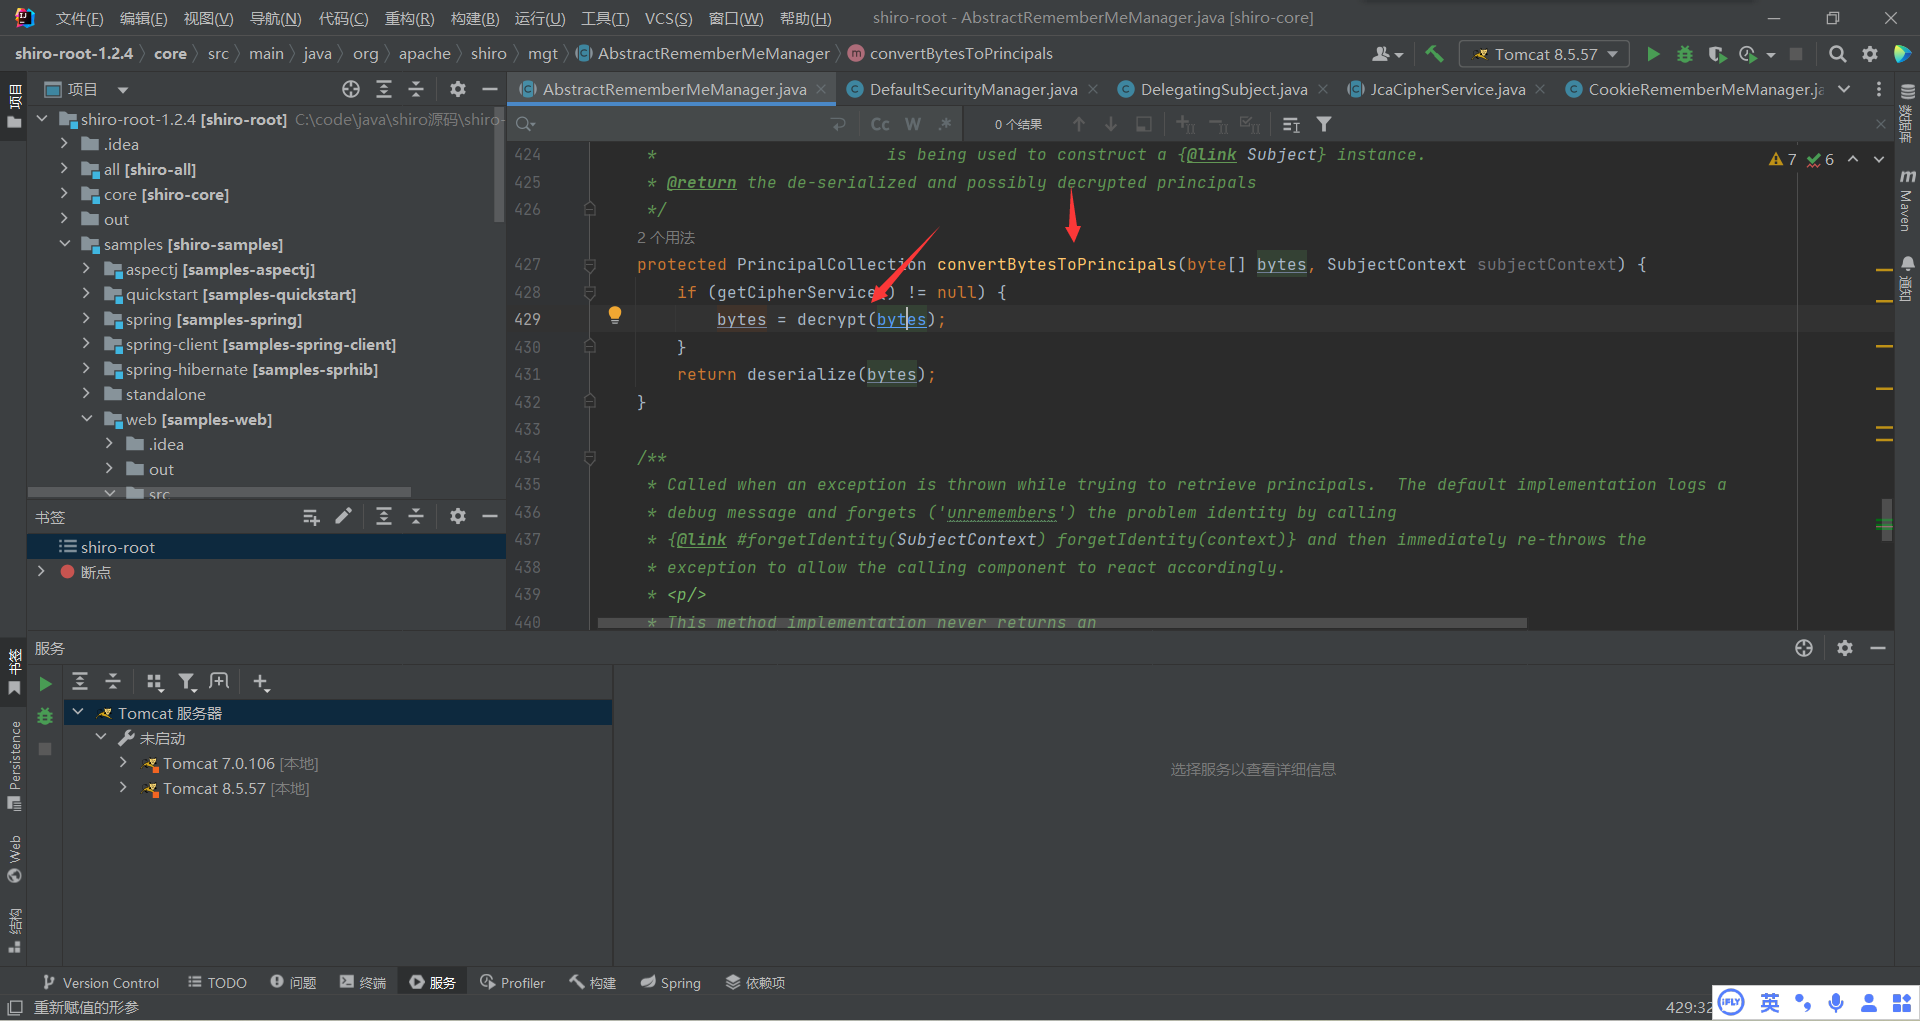 文件(F) 编辑(E) 视图(V) 导航(N) 代码(C) 重构(R) 构建(B) 运行(U) 工具(T) VCS(S) 窗口(W) 帮助(H) shiro-root - AbstractRememberMeManager.java [shiro-core]
shiro-root-1.2.4 core src main java org apache shiro mgt AbstractRememberMeManager convertBytesToPrincipals Tomcat 8.5.57
项目 AbstractRememberMeManager.java DefaultSecurityManager.java DelegatingSubject.java JcaCipherService.java CookieRememberMeManager.ja
项目
shiro-root-1.2.4 [shiro-root] C:\code\java\shiro源码\shiro-
.idea
all [shiro-all]
core [shiro-core]
out
samples [shiro-samples]
aspectj [samples-aspectj]
quickstart [samples-quickstart]
spring [samples-spring]
spring-client [samples-spring-client]
spring-hibernate [samples-sprhib]
standalone
web [samples-web]
.idea
out
src
Cc W .* 0 个结果
7 6
424 * is being used to construct a {@link Subject} instance.
425 * @return the de-serialized and possibly decrypted principals
426 */
2 个用法
427 protected PrincipalCollection convertBytesToPrincipals(byte[] bytes, SubjectContext subjectContext) {
428 if (getCipherService() != null) {
429 bytes = decrypt(bytes);
430 }
431 return deserialize(bytes);
432 }
433
434 /**
435 * Called when an exception is thrown while trying to retrieve principals.  The default implementation logs a
436 * debug message and forgets ('unremembers') the problem identity by calling
437 * {@link #forgetIdentity(SubjectContext) forgetIdentity(context)} and then immediately re-throws the
438 * exception to allow the calling component to react accordingly.
439 * <p/>
440 * This method implementation never returns an
数据库
Maven
通知
书签
shiro-root
断点
书签
Persistence
Web
结构
服务
Tomcat 服务器
未启动
Tomcat 7.0.106 [本地]
Tomcat 8.5.57 [本地]
选择服务以查看详细信息
Version Control TODO 问题 终端 服务 Profiler 构建 Spring 依赖项
重新赋值的形参 429:32
iFLY 英